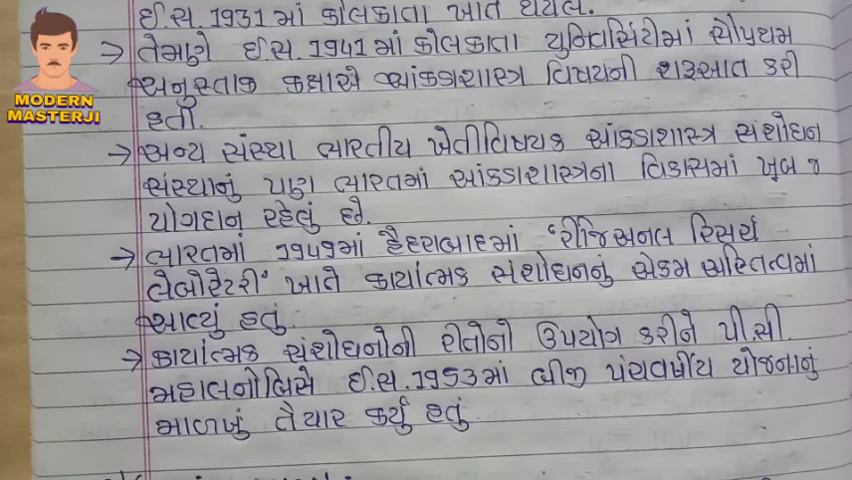 ઈ.સ. 1931 માં કોલકાતા ખાતે થયેલ.
→ તેમણે ઈ.સ. 1941 માં કોલકાતા યુનિવર્સિટીમાં સૌપ્રથમ
અનુસ્તાક કક્ષાએ આંકડાશાસ્ત્ર વિષયની શરૂઆત કરી
હતી.
→ અન્ય સંસ્થા ભારતીય ખેતીવિષયક આંકડાશાસ્ત્ર સંશોધન
સંસ્થાનું પણ ભારતમાં આંકડાશાસ્ત્રના વિકાસમાં ખૂબ જ
યોગદાન રહેલું છે.
→ ભારતમાં 1949માં હૈદરાબાદમાં 'રીજિઅનલ રિસર્ચ
લેબોરેટરી' ખાતે કાર્યાત્મક સંશોધનનું એકમ અસ્તિત્વમાં
આવ્યું હતું.
→ કાર્યાત્મક સંશોધનોની રીતોનો ઉપયોગ કરીને પી.સી.
મહાલનોબિસે ઈ.સ. 1953માં બીજી પંચવર્ષીય યોજનાનું
માળખું તૈયાર કર્યું હતું.
MODERN
MASTERJI